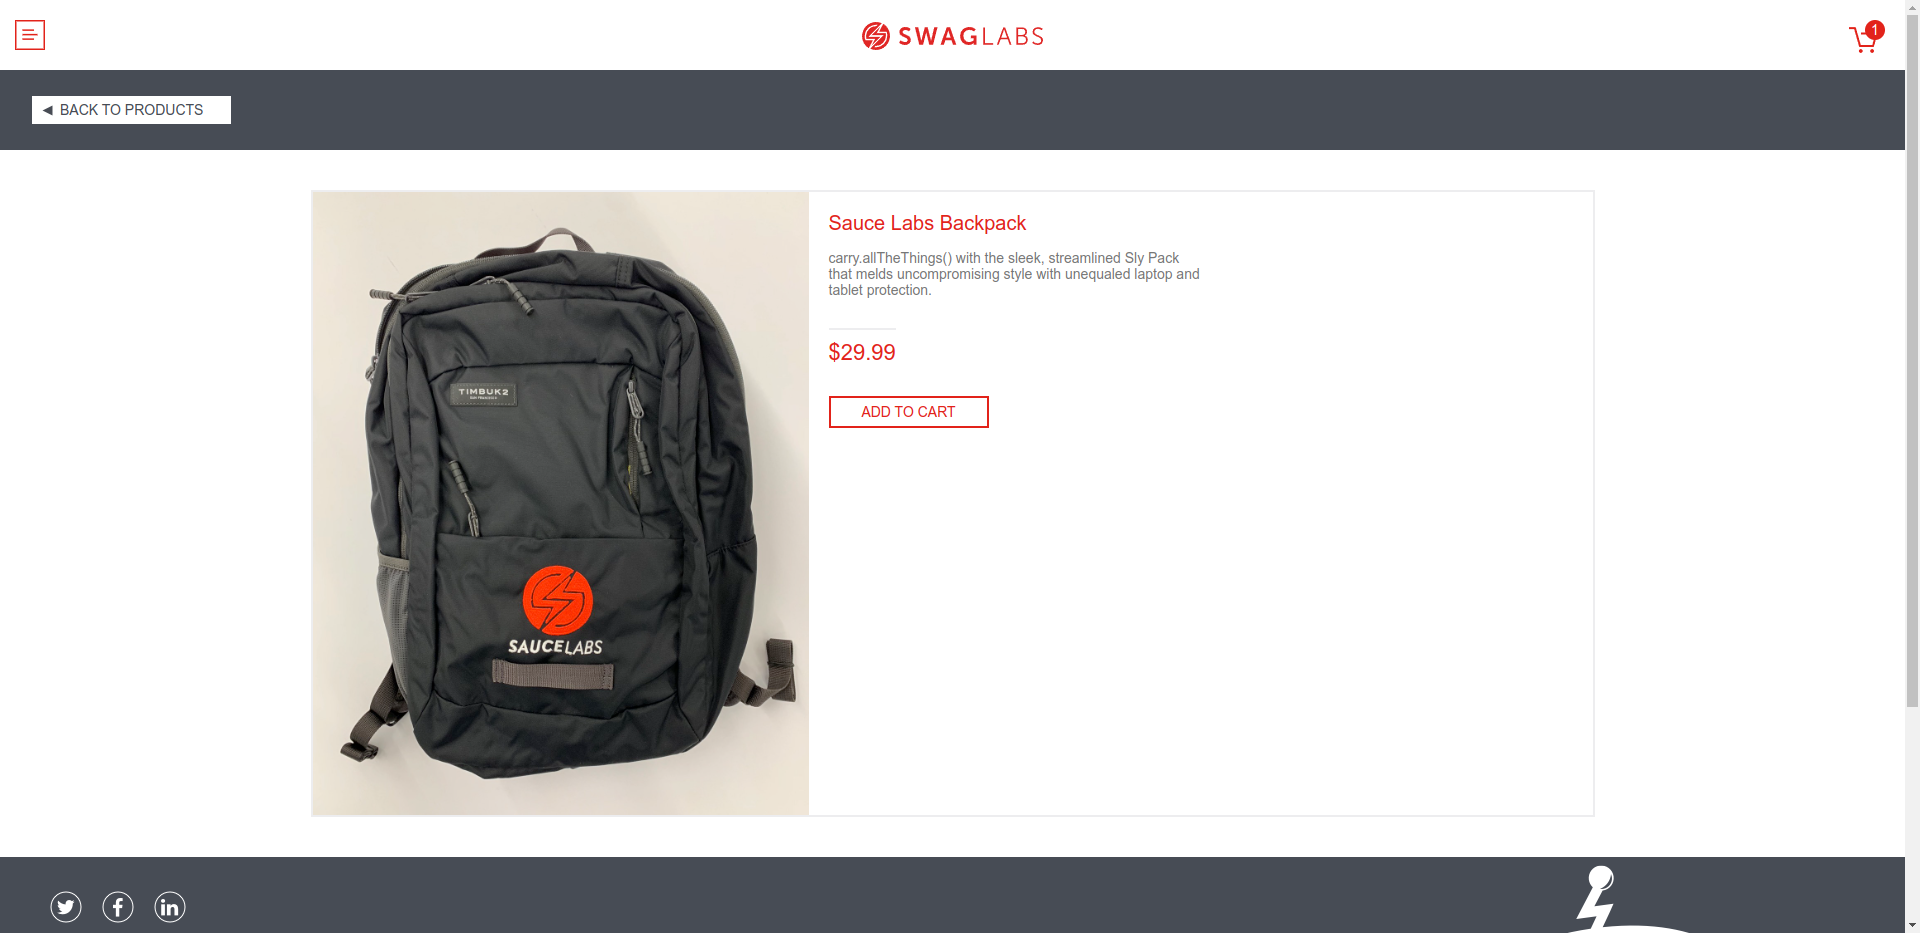 SWAGLABS
1
◄ BACK TO PRODUCTS
Sauce Labs Backpack
carry.allTheThings() with the sleek, streamlined Sly Pack
that melds uncompromising style with unequaled laptop and
tablet protection.
$29.99
ADD TO CART
TIMBUK2
SAUCELABS